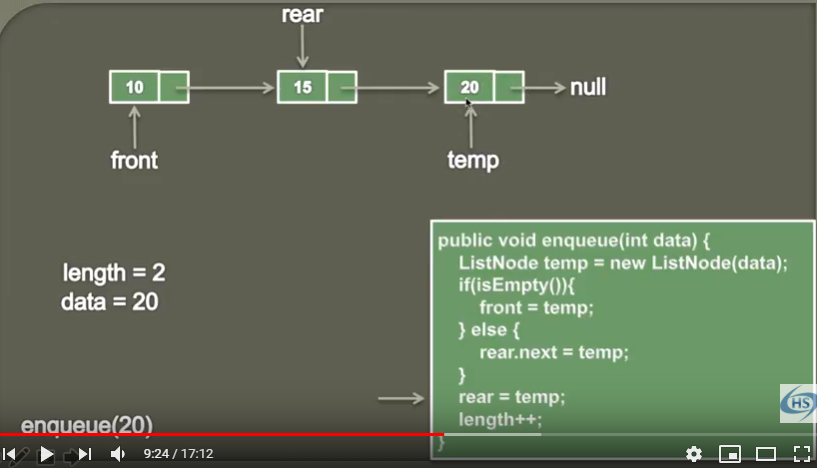 rear
10 15 20 null
front temp
length = 2
data = 20
public void enqueue(int data) {
ListNode temp = new ListNode(data);
if(isEmpty()){
front = temp;
} else {
rear.next = temp;
}
rear = temp;
length++;
}
enqueue(20)
HS
9:24 / 17:12